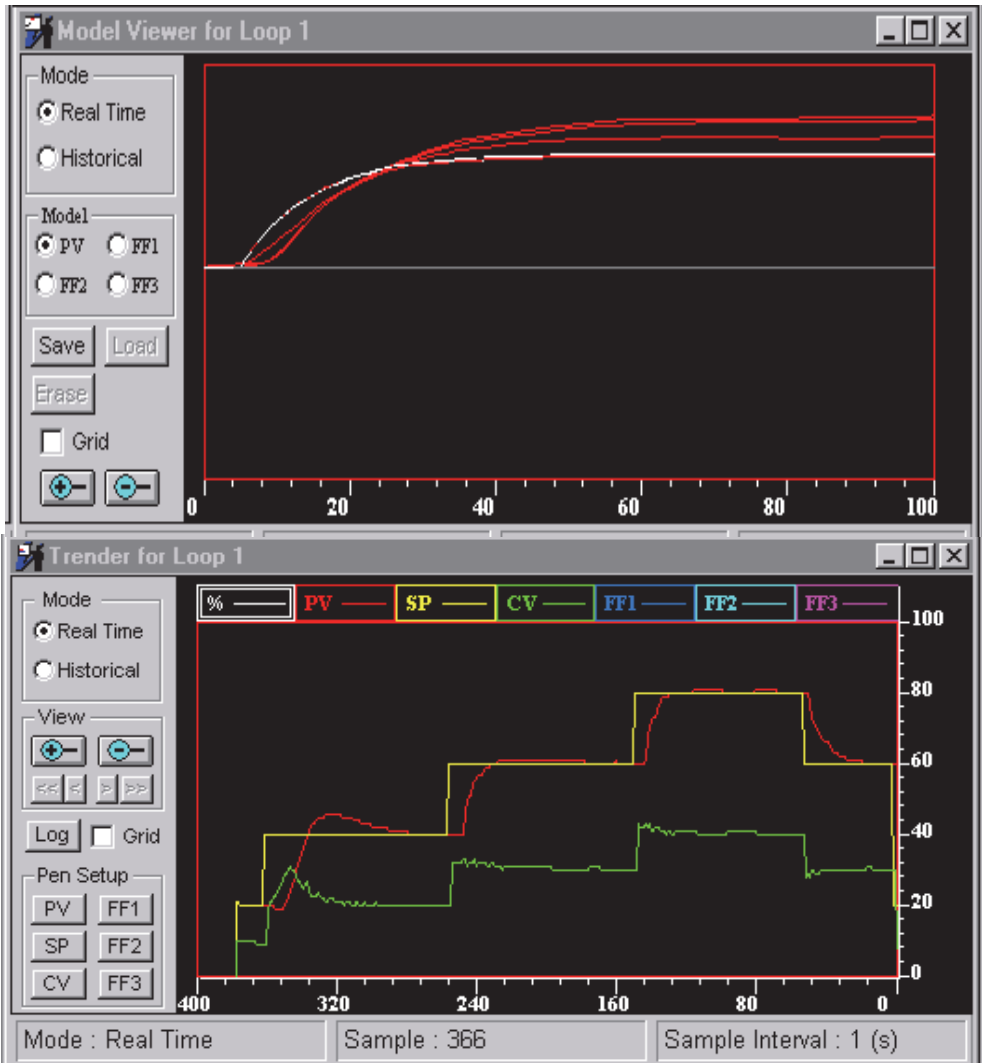 Model Viewer for Loop 1
Mode
Real Time
Historical
Model
PV FF1
FF2 FF3
Save Load
Erase
Grid
0 20 40 60 80 100
Trender for Loop 1
Mode
Real Time
Historical
View
<< < > >>
Log Grid
Pen Setup
PV FF1
SP FF2
CV FF3
% PV SP CV FF1 FF2 FF3
100
80
60
40
20
0
400 320 240 160 80 0
Mode : Real Time Sample : 366 Sample Interval : 1 (s)